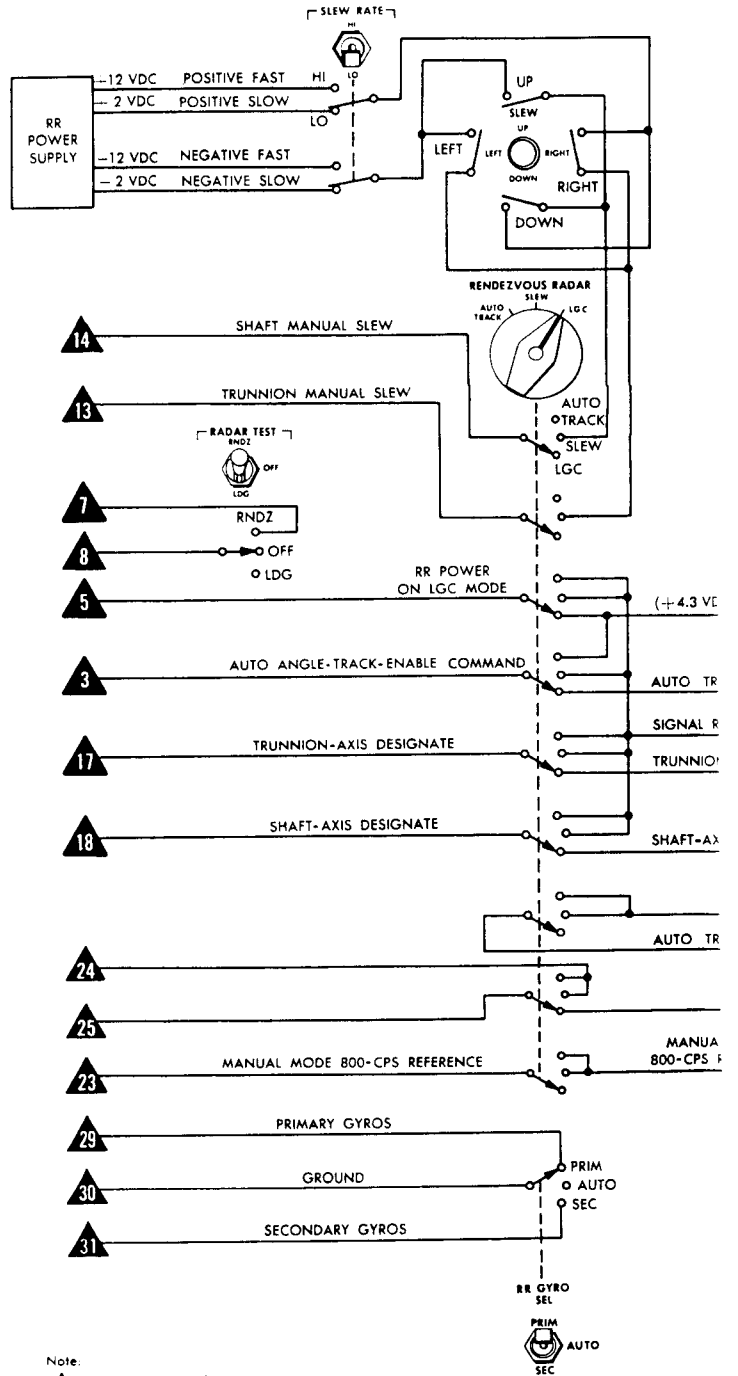 SLEW RATE
HI
LO
-12 VDC POSITIVE FAST HI
- 2 VDC POSITIVE SLOW
LO
RR
POWER
SUPPLY
-12 VDC NEGATIVE FAST
- 2 VDC NEGATIVE SLOW
UP
SLEW
UP
LEFT
LEFT
RIGHT
DOWN
RIGHT
DOWN
RENDEZVOUS RADAR
SLEW
AUTO
TRACK
LGC
14 SHAFT MANUAL SLEW
13 TRUNNION MANUAL SLEW
AUTO
TRACK
SLEW
LGC
RADAR TEST
RNDZ
OFF
LDG
7
RNDZ
8
OFF
LDG
5 RR POWER
ON LGC MODE
(+4.3 VD
3 AUTO ANGLE-TRACK-ENABLE COMMAND
AUTO TR
SIGNAL R
17 TRUNNION-AXIS DESIGNATE
TRUNNION
18 SHAFT-AXIS DESIGNATE
SHAFT-AX
AUTO TR
24
25
MANUA
800-CPS R
23 MANUAL MODE 800-CPS REFERENCE
29 PRIMARY GYROS
PRIM
30 GROUND
AUTO
SEC
31 SECONDARY GYROS
RR GYRO
SEL
PRIM
AUTO
SEC
Note: